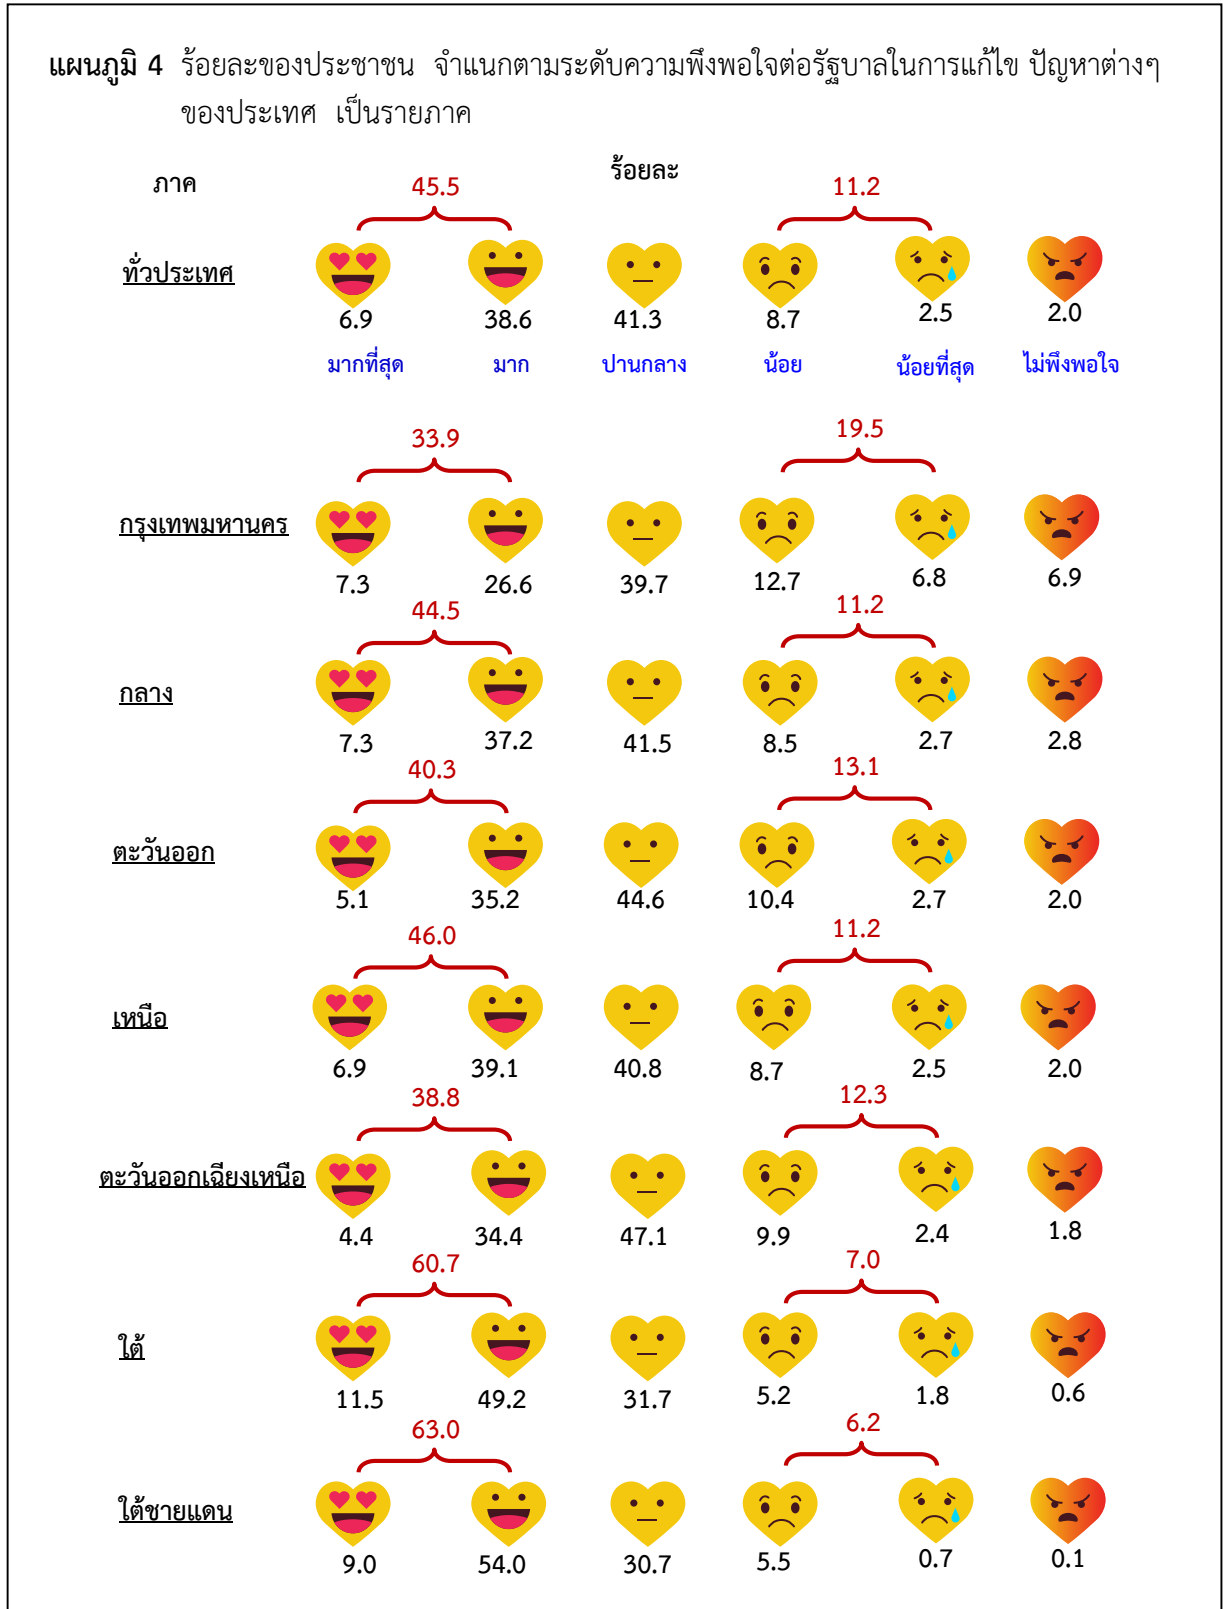 แผนภูมิ 4 ร้อยละของประชาชน จำแนกตามระดับความพึงพอใจต่อรัฐบาลในการแก้ไข ปัญหาต่างๆ
ของประเทศ เป็นรายภาค
ภาค ร้อยละ
45.5 11.2
ทั่วประเทศ
6.9 38.6 41.3 8.7 2.5 2.0
มากที่สุด มาก ปานกลาง น้อย น้อยที่สุด ไม่พึงพอใจ
33.9 19.5
กรุงเทพมหานคร
7.3 26.6 39.7 12.7 6.8 6.9
44.5 11.2
กลาง
7.3 37.2 41.5 8.5 2.7 2.8
40.3 13.1
ตะวันออก
5.1 35.2 44.6 10.4 2.7 2.0
46.0 11.2
เหนือ
6.9 39.1 40.8 8.7 2.5 2.0
38.8 12.3
ตะวันออกเฉียงเหนือ
4.4 34.4 47.1 9.9 2.4 1.8
60.7 7.0
ใต้
11.5 49.2 31.7 5.2 1.8 0.6
63.0 6.2
ใต้ชายแดน
9.0 54.0 30.7 5.5 0.7 0.1